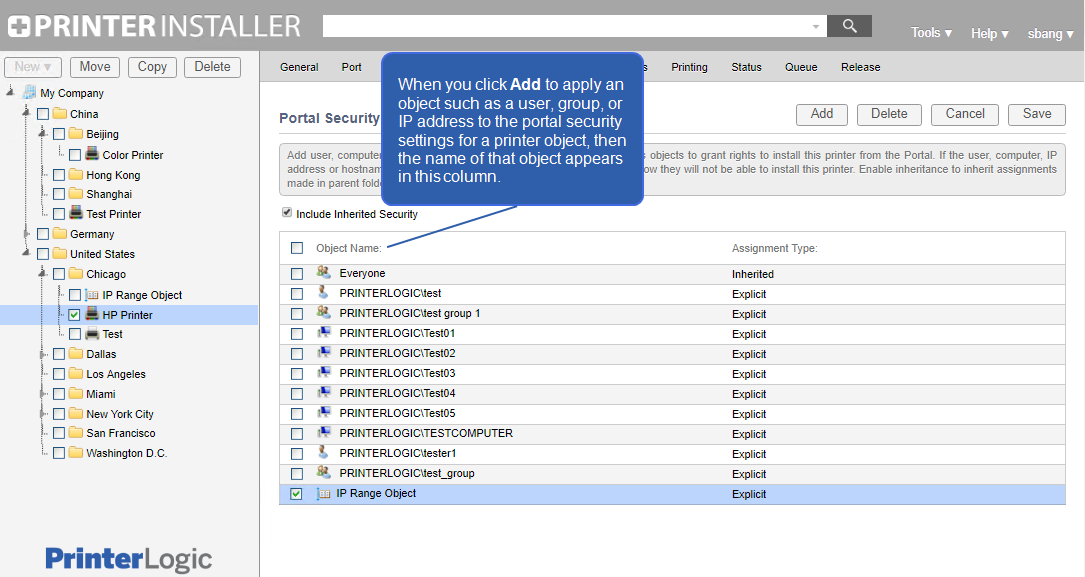 PRINTERINSTALLER
Tools ▾
Help ▾
sbang ▾
New ▾
Move
Copy
Delete
My Company
China
Beijing
Color Printer
Hong Kong
Shanghai
Test Printer
Germany
United States
Chicago
IP Range Object
HP Printer
Test
Dallas
Los Angeles
Miami
New York City
San Francisco
Washington D.C.
PrinterLogic
General
Port
Printing
Status
Queue
Release
When you click Add to apply an
object such as a user, group, or
IP address to the portal security
settings for a printer object, then
the name of that object appears
in this column.
Portal Security
Add
Delete
Cancel
Save
Add user, computer
objects to grant rights to install this printer from the Portal. If the user, computer, IP
address or hostnam
ow they will not be able to install this printer. Enable inheritance to inherit assignments
made in parent folde
Include Inherited Security
Object Name:
Assignment Type:
Everyone
Inherited
PRINTERLOGIC\test
Explicit
PRINTERLOGIC\test group 1
Explicit
PRINTERLOGIC\Test01
Explicit
PRINTERLOGIC\Test02
Explicit
PRINTERLOGIC\Test03
Explicit
PRINTERLOGIC\Test04
Explicit
PRINTERLOGIC\Test05
Explicit
PRINTERLOGIC\TESTCOMPUTER
Explicit
PRINTERLOGIC\tester1
Explicit
PRINTERLOGIC\test_group
Explicit
IP Range Object
Explicit